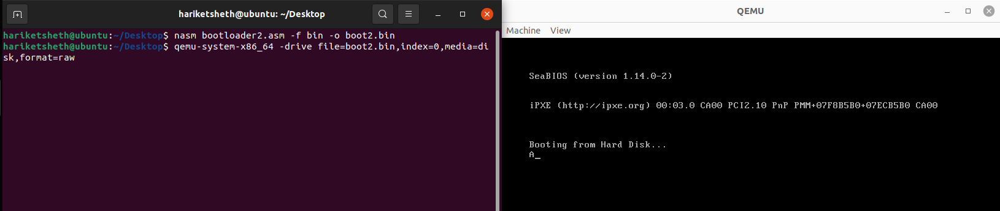 hariketsheth@ubuntu: ~/Desktop
hariketsheth@ubuntu:~/Desktop$ nasm bootloader2.asm -f bin -o boot2.bin
hariketsheth@ubuntu:~/Desktop$ qemu-system-x86_64 -drive file=boot2.bin,index=0,media=di
sk,format=raw
QEMU
Machine View
SeaBIOS (version 1.14.0-2)
iPXE (http://ipxe.org) 00:03.0 CA00 PCI2.10 PnP PMM+07F8B5B0+07ECB5B0 CA00
Booting from Hard Disk...
A_